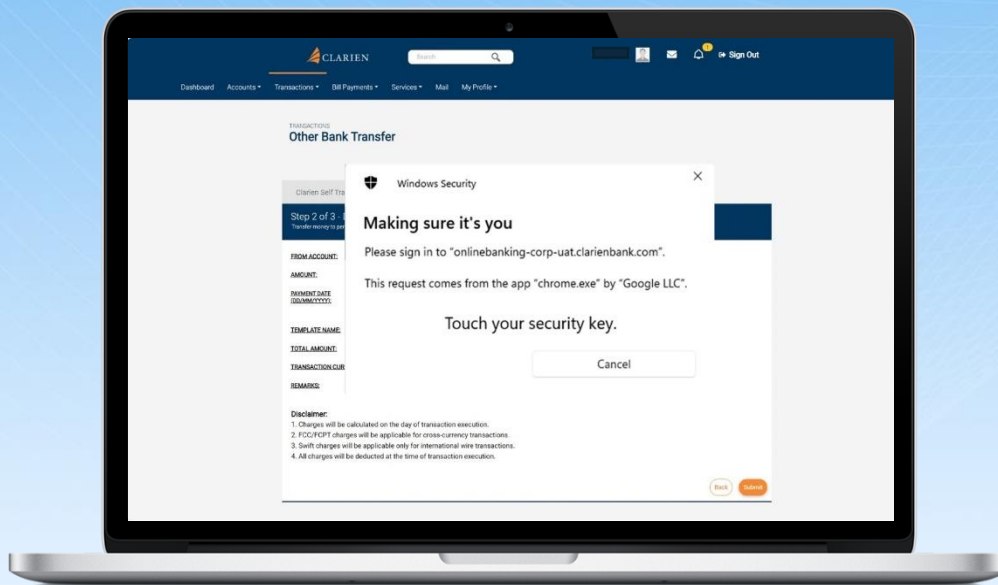 CLARIEN
Search
1
Sign Out
Dashboard Accounts Transactions Bill Payments Services Mail My Profile
TRANSACTIONS
Other Bank Transfer
Clarien Self Tra
Step 2 of 3 -
Transfer money to per
FROM ACCOUNT:
AMOUNT:
PAYMENT DATE
(DD/MM/YYYY):
TEMPLATE NAME:
TOTAL AMOUNT:
TRANSACTION CUR
REMARKS:
Windows Security
Making sure it's you
Please sign in to "onlinebanking-corp-uat.clarienbank.com".
This request comes from the app "chrome.exe" by "Google LLC".
Touch your security key.
Cancel
Disclaimer:
1. Charges will be calculated on the day of transaction execution.
2. FCC/FCPT charges will be applicable for cross-currency transactions.
3. Swift charges will be applicable only for international wire transactions.
4. All charges will be deducted at the time of transaction execution.
Back Submit